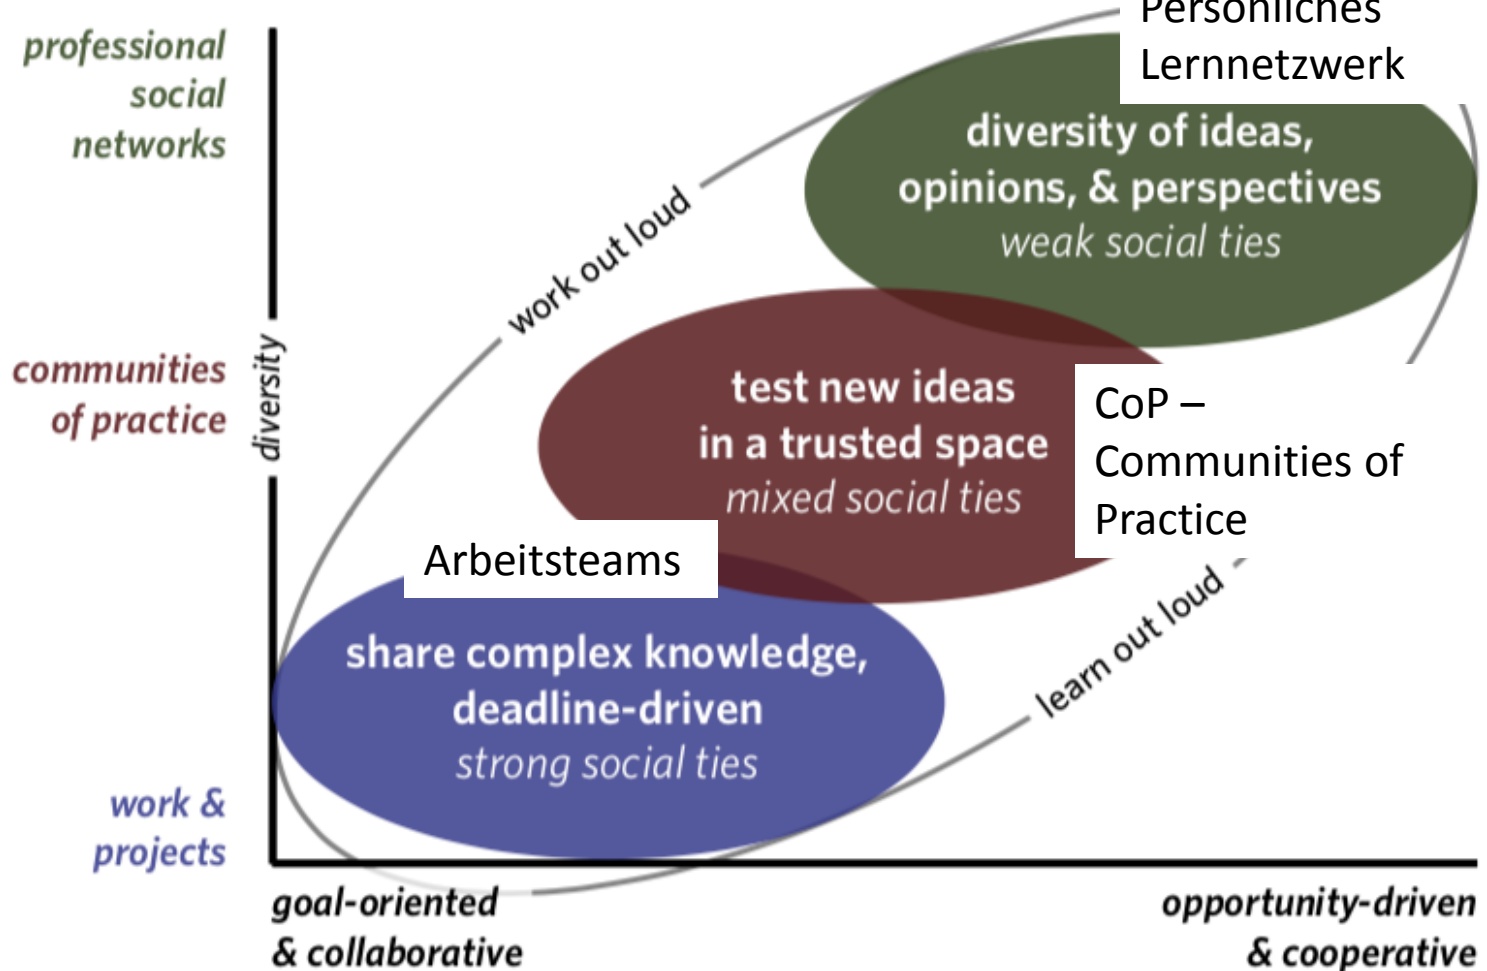 professional
social
networks
Persönliches
Lernnetzwerk
diversity of ideas,
opinions, & perspectives
weak social ties
work out loud
communities
of practice
diversity
test new ideas
in a trusted space
mixed social ties
CoP –
Communities of
Practice
Arbeitsteams
share complex knowledge,
deadline-driven
strong social ties
learn out loud
work &
projects
goal-oriented
& collaborative
opportunity-driven
& cooperative